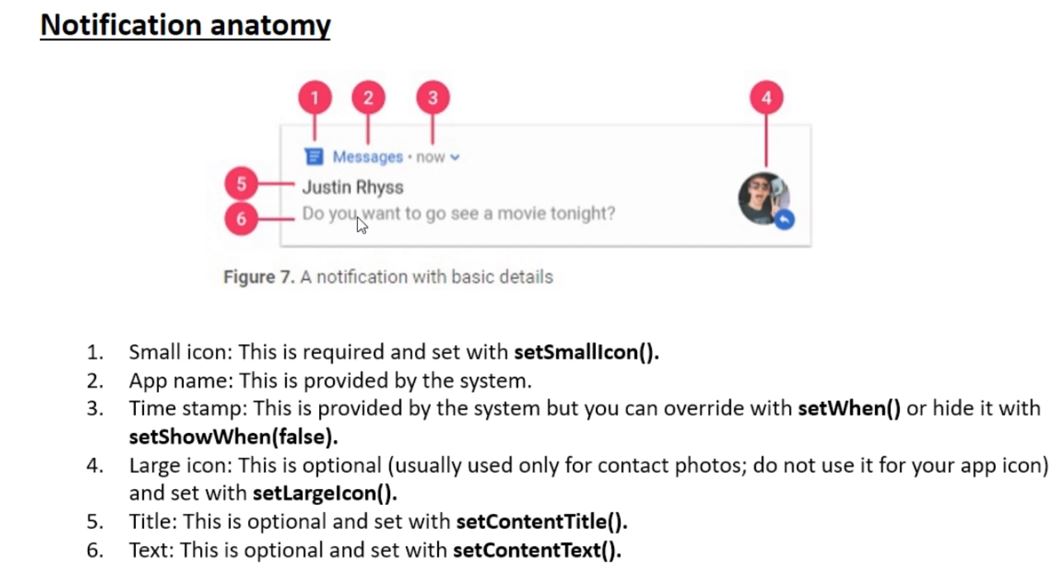 Notification anatomy
1 2 3 4
Messages • now
5 Justin Rhyss
6 Do you want to go see a movie tonight?
Figure 7. A notification with basic details
1. Small icon: This is required and set with setSmallIcon().
2. App name: This is provided by the system.
3. Time stamp: This is provided by the system but you can override with setWhen() or hide it with
setShowWhen(false).
4. Large icon: This is optional (usually used only for contact photos; do not use it for your app icon)
and set with setLargeIcon().
5. Title: This is optional and set with setContentTitle().
6. Text: This is optional and set with setContentText().